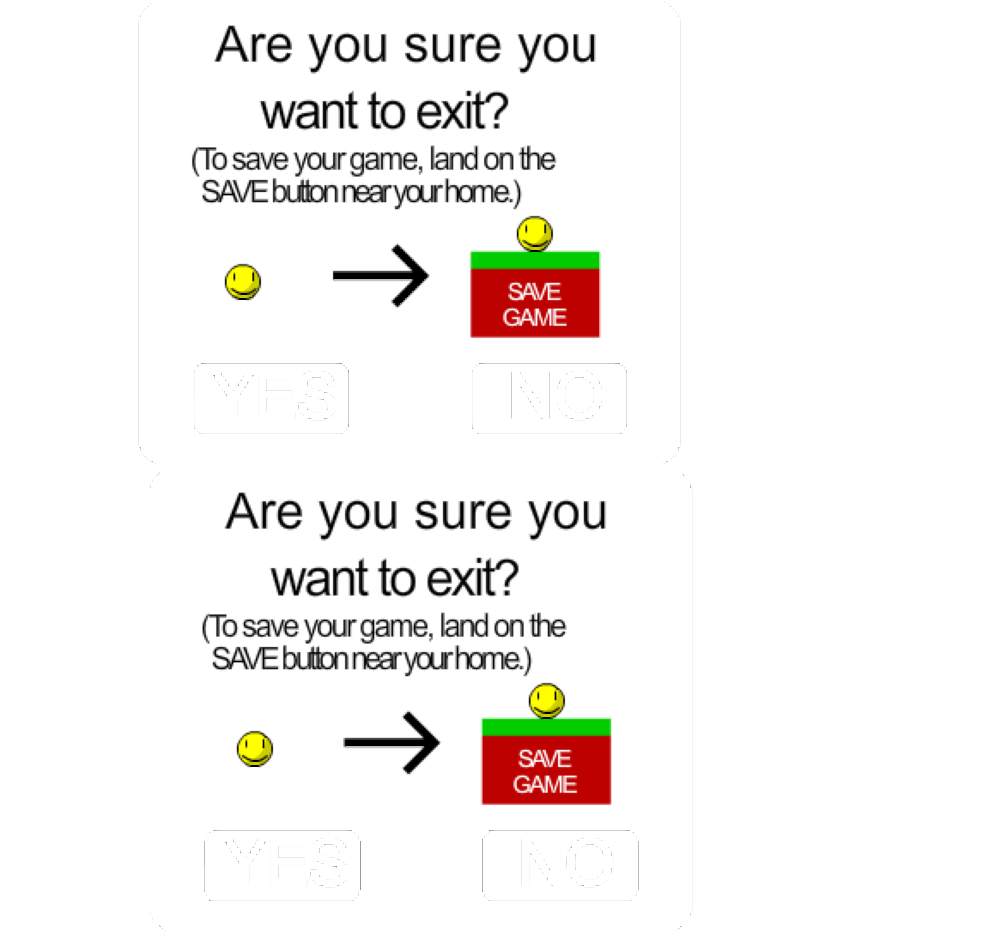 Are you sure you
want to exit?
(To save your game, land on the
SAVE button near your home.)
SAVE
GAME
YES NO
Are you sure you
want to exit?
(To save your game, land on the
SAVE button near your home.)
SAVE
GAME
YES NO